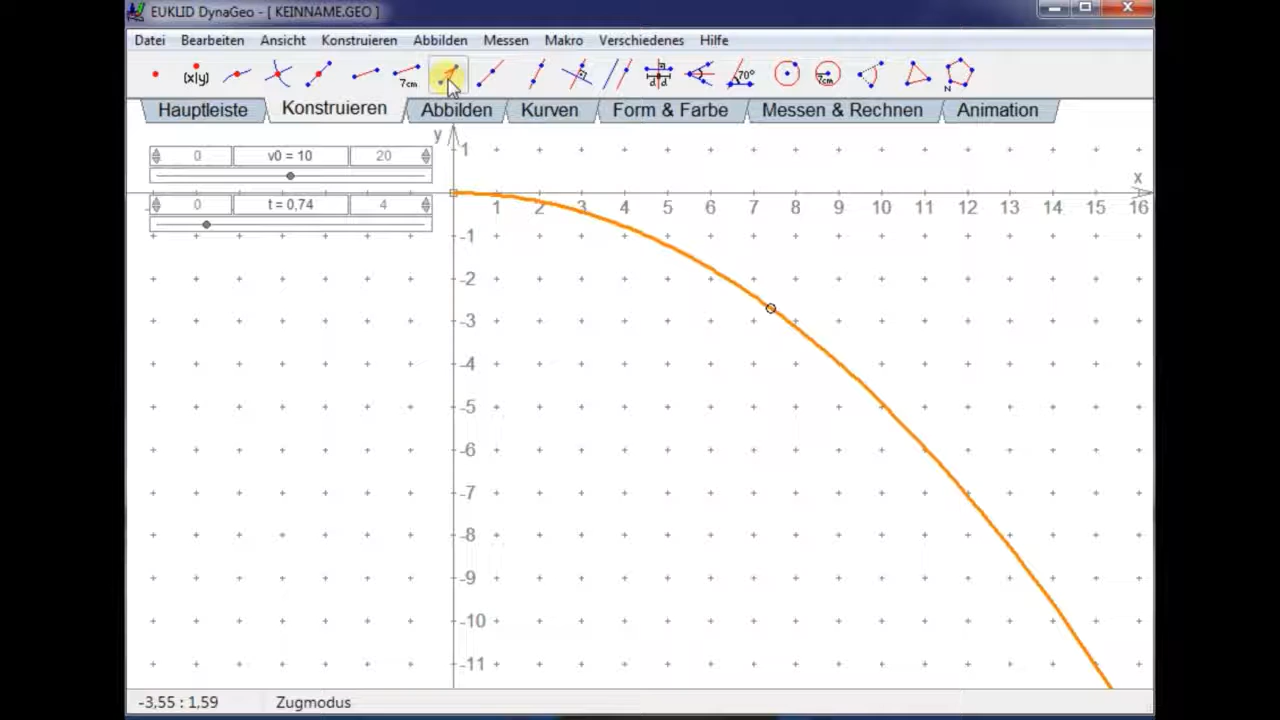 EUKLID DynaGeo - [ KEINNAME.GEO ]
Datei Bearbeiten Ansicht Konstruieren Abbilden Messen Makro Verschiedenes Hilfe
(x|y) 7cm d d 7cm 70° N
Hauptleiste Konstruieren Abbilden Kurven Form & Farbe Messen & Rechnen Animation
y 1
0 v0 = 10 20
x
0 t = 0,74 4
1 2 3 4 5 6 7 8 9 10 11 12 13 14 15 16
-1
-2
-3
-4
-5
-6
-7
-8
-9
-10
-11
-3,55 : 1,59 Zugmodus